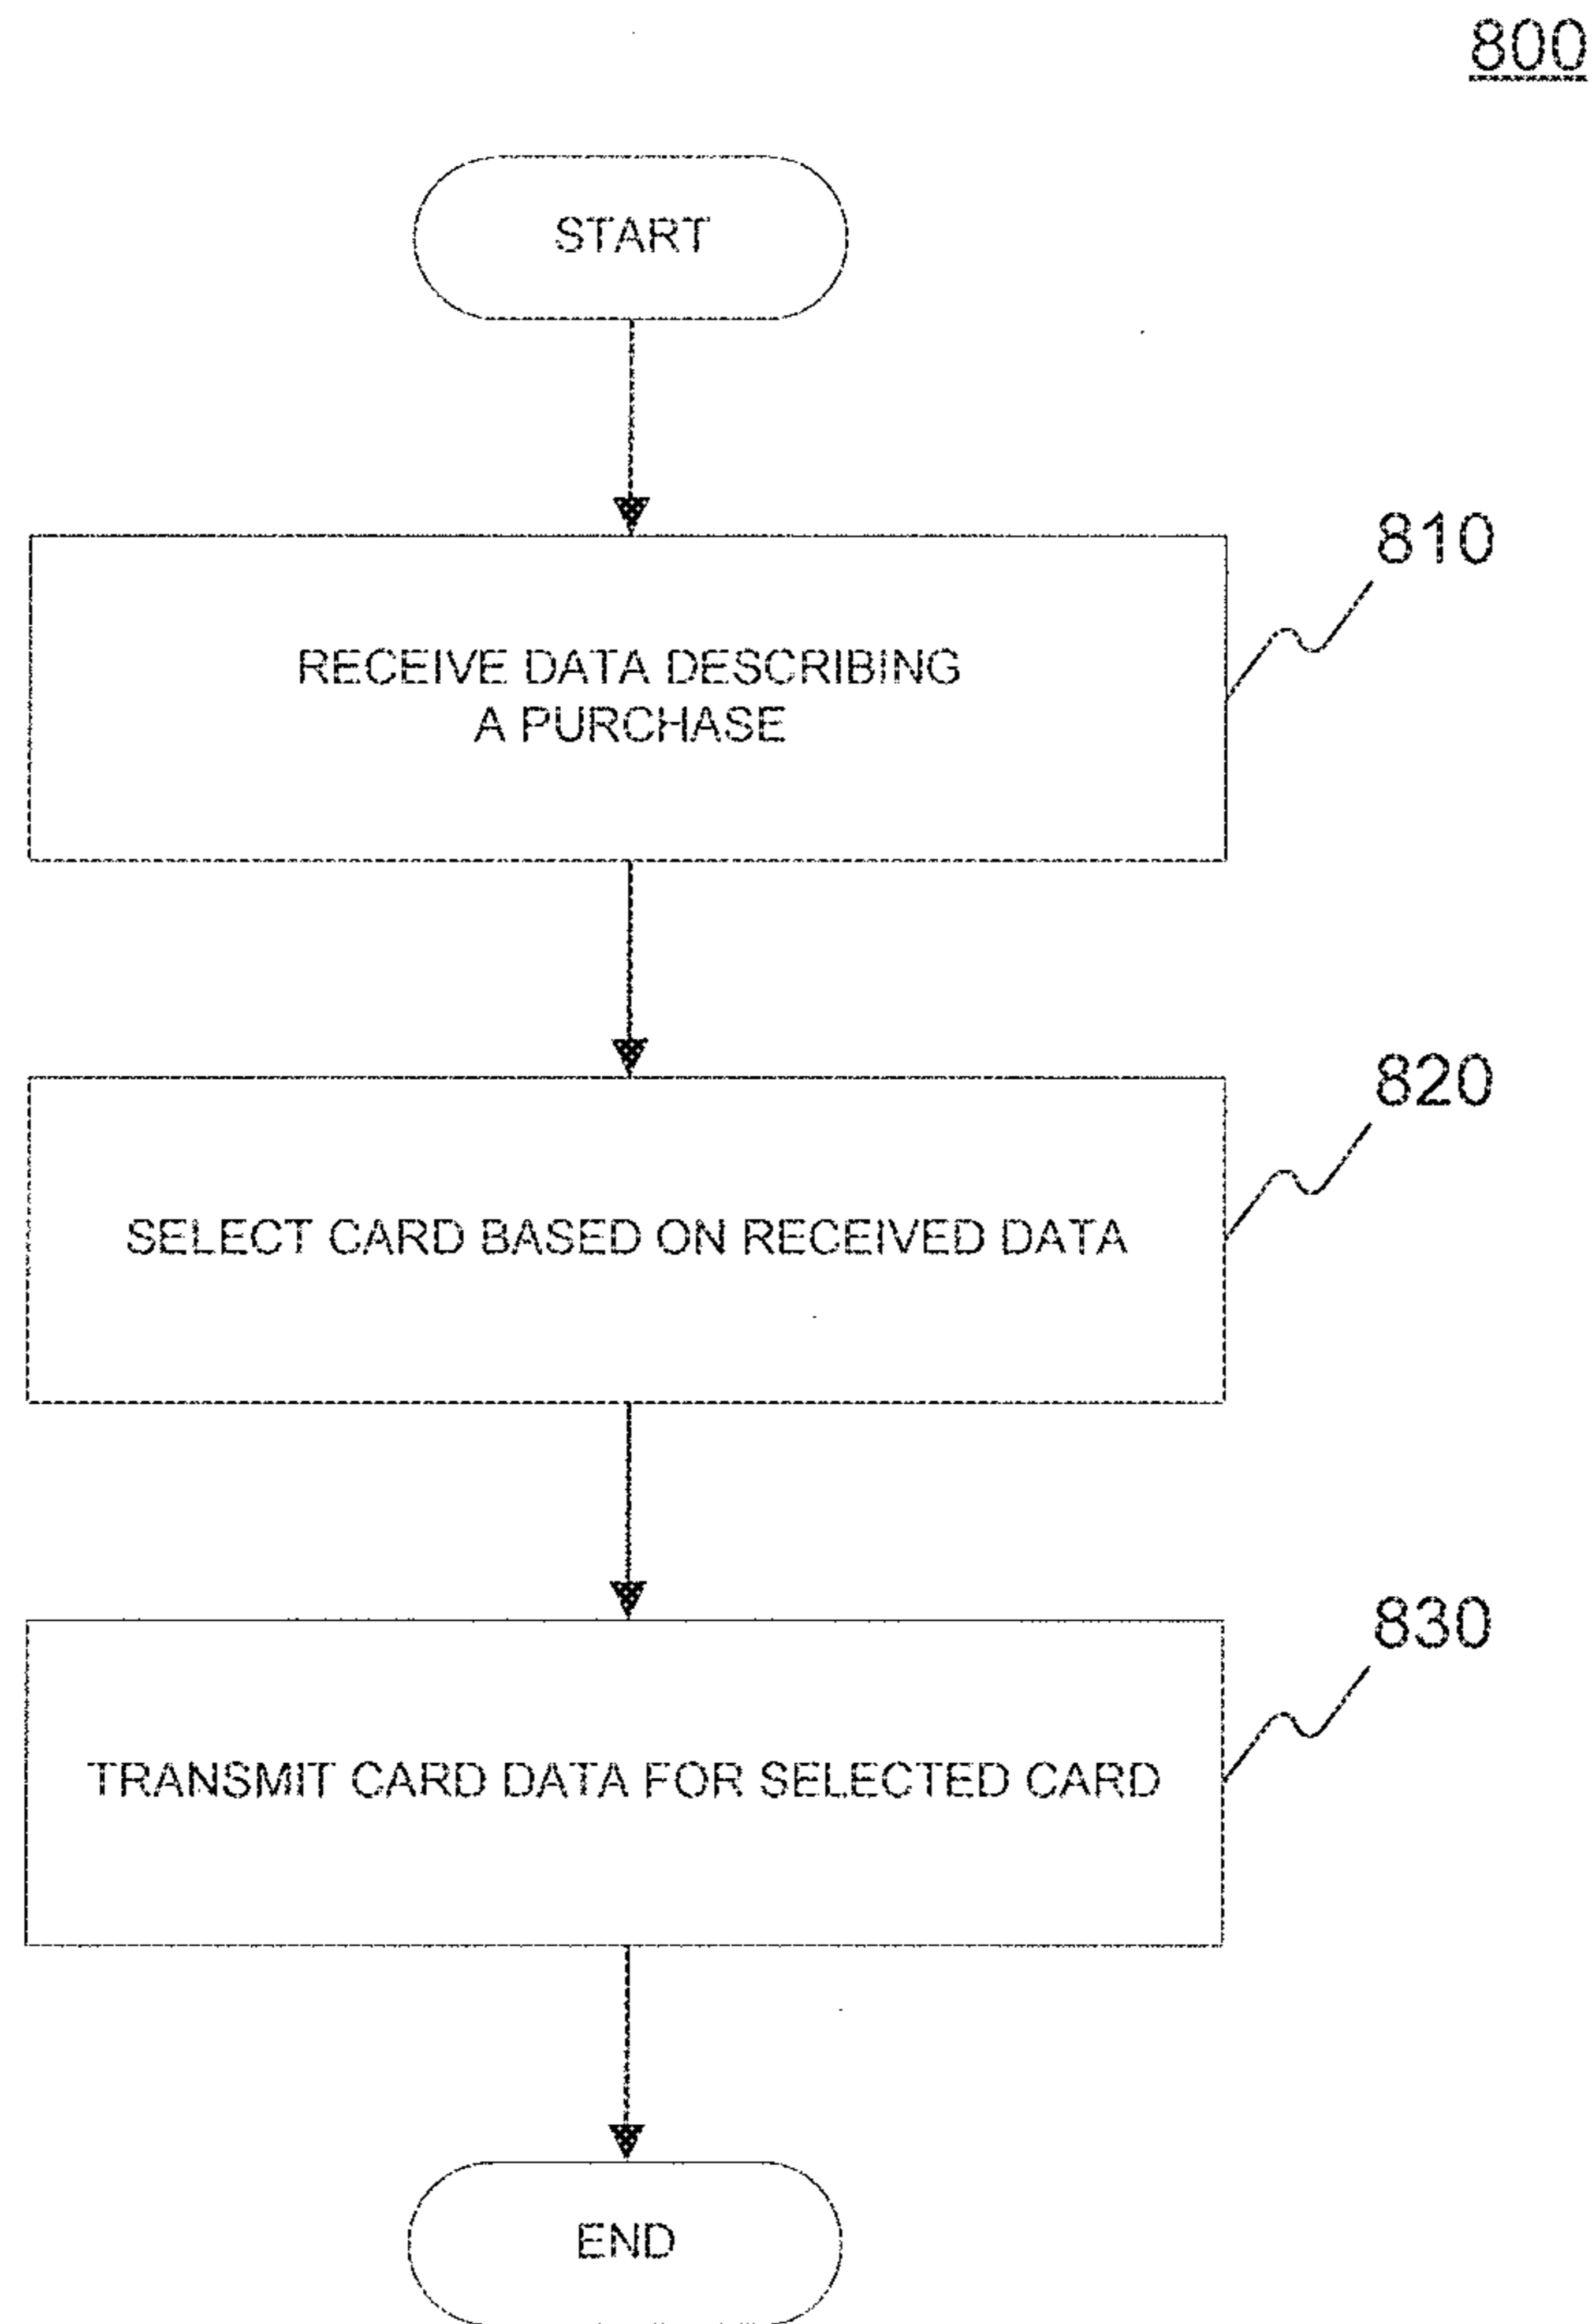 800
START
810
RECEIVE DATA DESCRIBING
A PURCHASE
820
SELECT CARD BASED ON RECEIVED DATA
830
TRANSMIT CARD DATA FOR SELECTED CARD
END